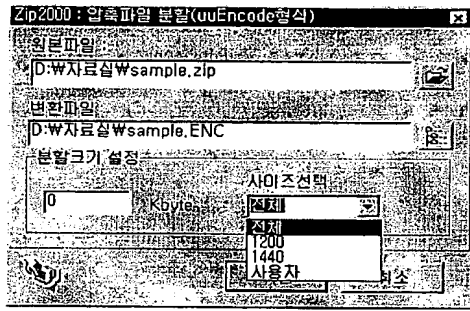 Zip2000 : 압축파일 분할(uuEncode형식)
원본파일
D:₩자료실₩sample.zip
변환파일
D:₩자료실₩sample.ENC
분할크기 설정
사이즈선택
0 Kbyte 전체
전체
1200
1440
사용자
취소